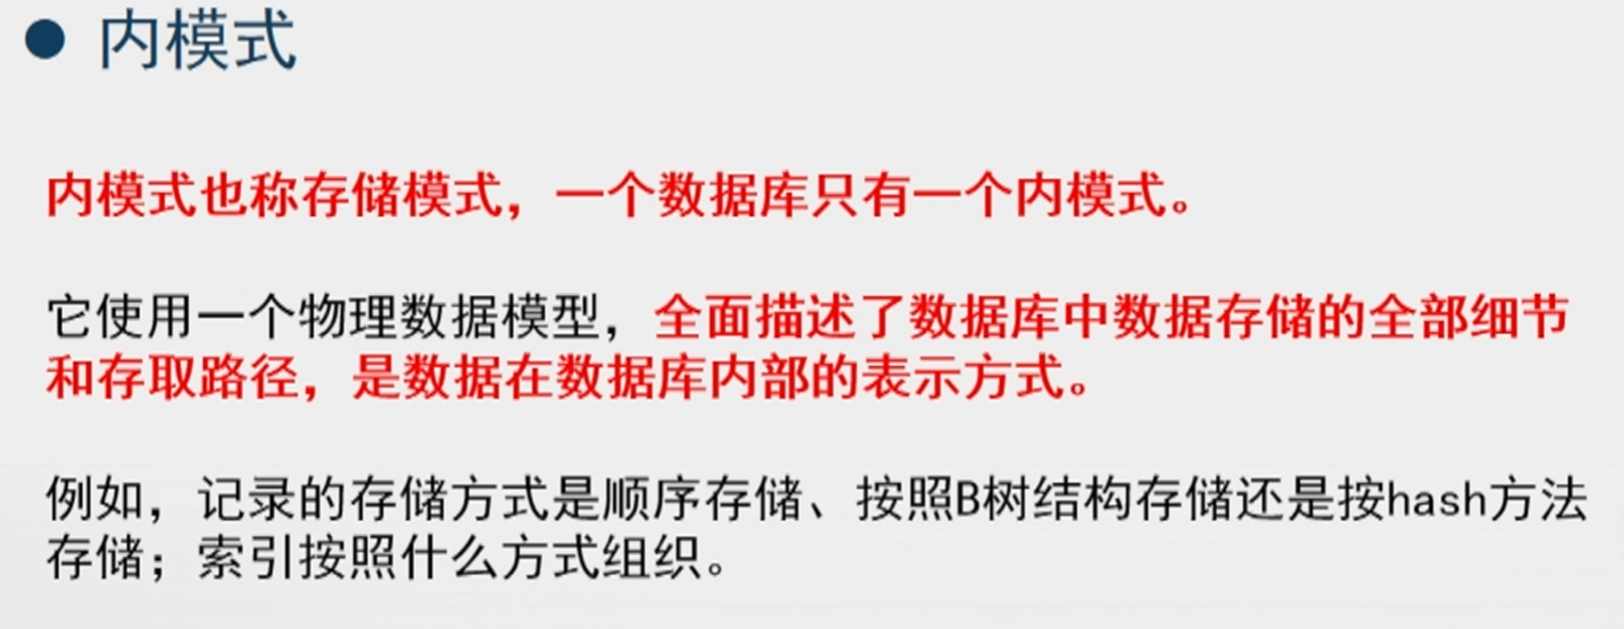 ● 内模式
内模式也称存储模式，一个数据库只有一个内模式。
它使用一个物理数据模型，全面描述了数据库中数据存储的全部细节
和存取路径，是数据在数据库内部的表示方式。
例如，记录的存储方式是顺序存储、按照B树结构存储还是按hash方法
存储；索引按照什么方式组织。